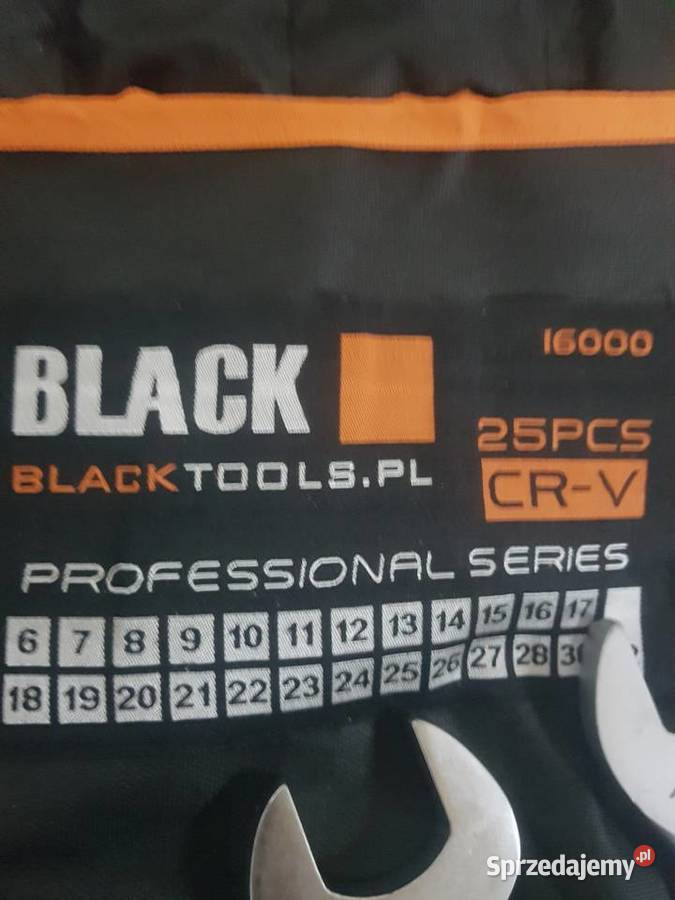 BLACK
16000
25PCS
BLACKTOOLS.PL
CR-V
PROFESSIONAL SERIES
6 7 8 9 10 11 12 13 14 15 16 17
18 19 20 21 22 23 24 25 26 27 28
Sprzedajemy.pl